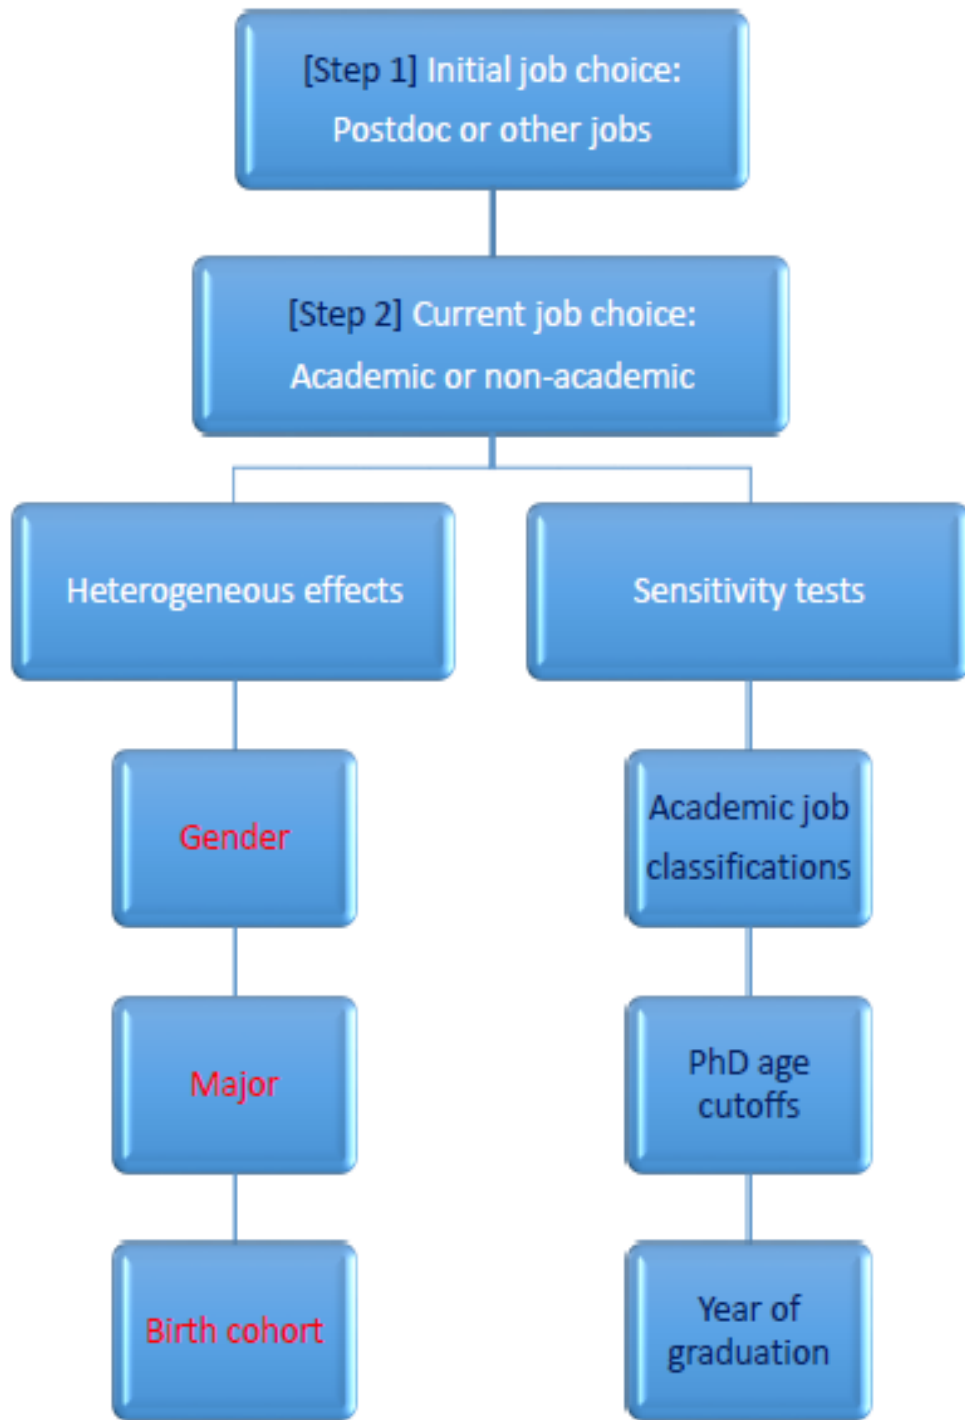 [Step 1] Initial job choice:
Postdoc or other jobs
[Step 2] Current job choice:
Academic or non-academic
Heterogeneous effects
Sensitivity tests
Gender
Academic job
classifications
Major
PhD age
cutoffs
Birth cohort
Year of
graduation